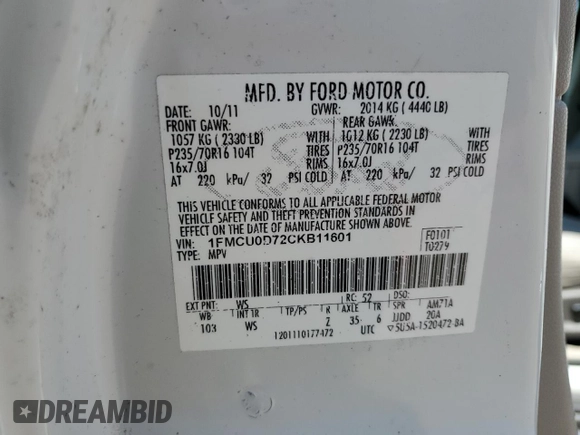 MFD. BY FORD MOTOR CO.
DATE: 10/11 GVWR: 2014 KG ( 4440 LB)
FRONT GAWR: REAR GAWR:
1057 KG ( 2330 LB) WITH 1012 KG ( 2230 LB) WITH
P235/70R16 104T TIRES P235/70R16 104T TIRES
16x7.0J RIMS 16x7.0J RIMS
AT 220 kPa/ 32 PSI COLD AT 220 kPa/ 32 PSI COLD
THIS VEHICLE CONFORMS TO ALL APPLICABLE FEDERAL MOTOR
VEHICLE SAFETY AND THEFT PREVENTION STANDARDS IN
EFFECT ON THE DATE OF MANUFACTURE SHOWN ABOVE.
VIN: 1FMCU0D72CKB11601 F0101
TYPE: MPV T0279
EXT PNT: WS RC: 52 DSO:
WB INT TR TP/PS R AXLE TR SPR AMZ1A
103 WS 2 35 6 JJDD 20A
1201110177472 UTC 5U5A-1520472-BA
DREAMBID